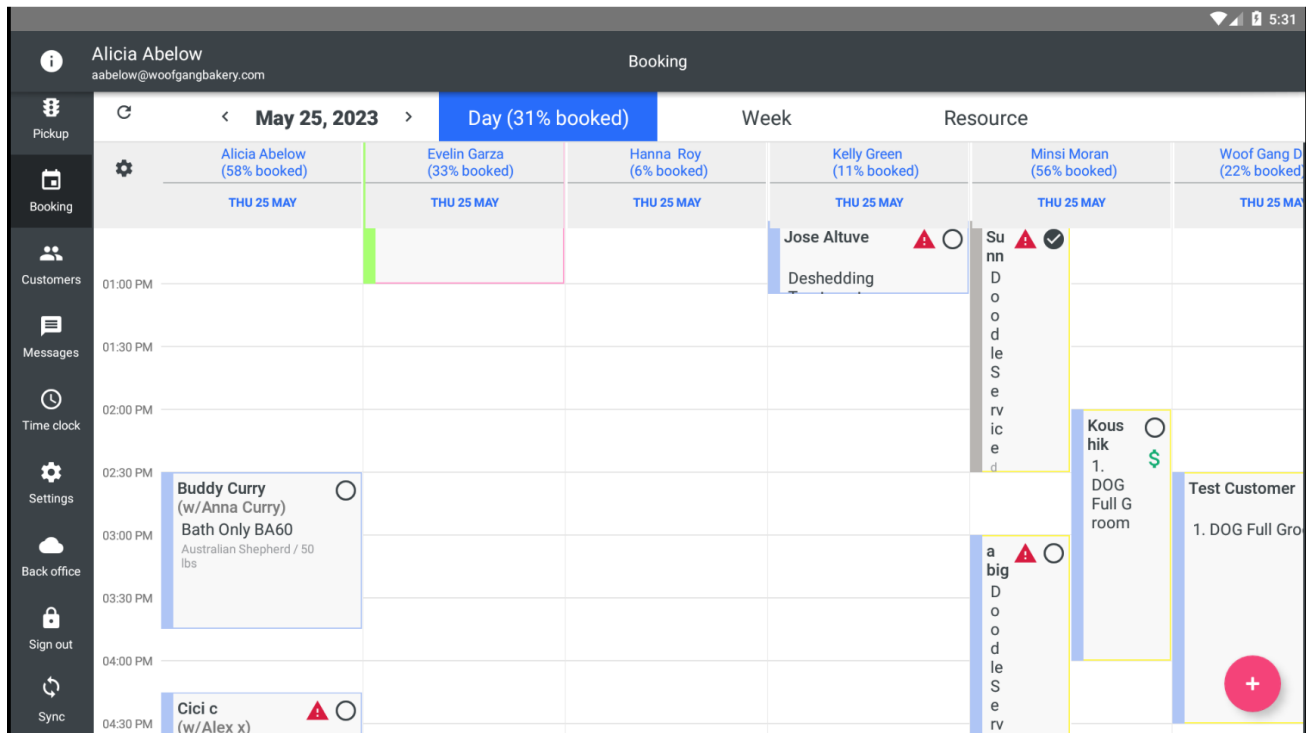 5:31
Alicia Abelow
aabelow@woofgangbakery.com
Booking
Pickup
Booking
Customers
Messages
Time clock
Settings
Back office
Sign out
Sync
May 25, 2023
Day (31% booked)
Week
Resource
Alicia Abelow
(58% booked)
THU 25 MAY
Evelin Garza
(33% booked)
THU 25 MAY
Hanna Roy
(6% booked)
THU 25 MAY
Kelly Green
(11% booked)
THU 25 MAY
Minsi Moran
(56% booked)
THU 25 MAY
Woof Gang D
(22% booked)
THU 25 MAY
01:00 PM
01:30 PM
02:00 PM
02:30 PM
03:00 PM
03:30 PM
04:00 PM
04:30 PM
Buddy Curry
(w/Anna Curry)
Bath Only BA60
Australian Shepherd / 50
lbs
Cici c
(w/Alex x)
Jose Altuve
Deshedding
Su
nn
D
o
o
d
le
S
e
rv
ic
e
d
a
big
D
o
o
d
le
S
e
rv
Kous
hik
$
1.
DOG
Full G
room
Test Customer
1. DOG Full Gro
+